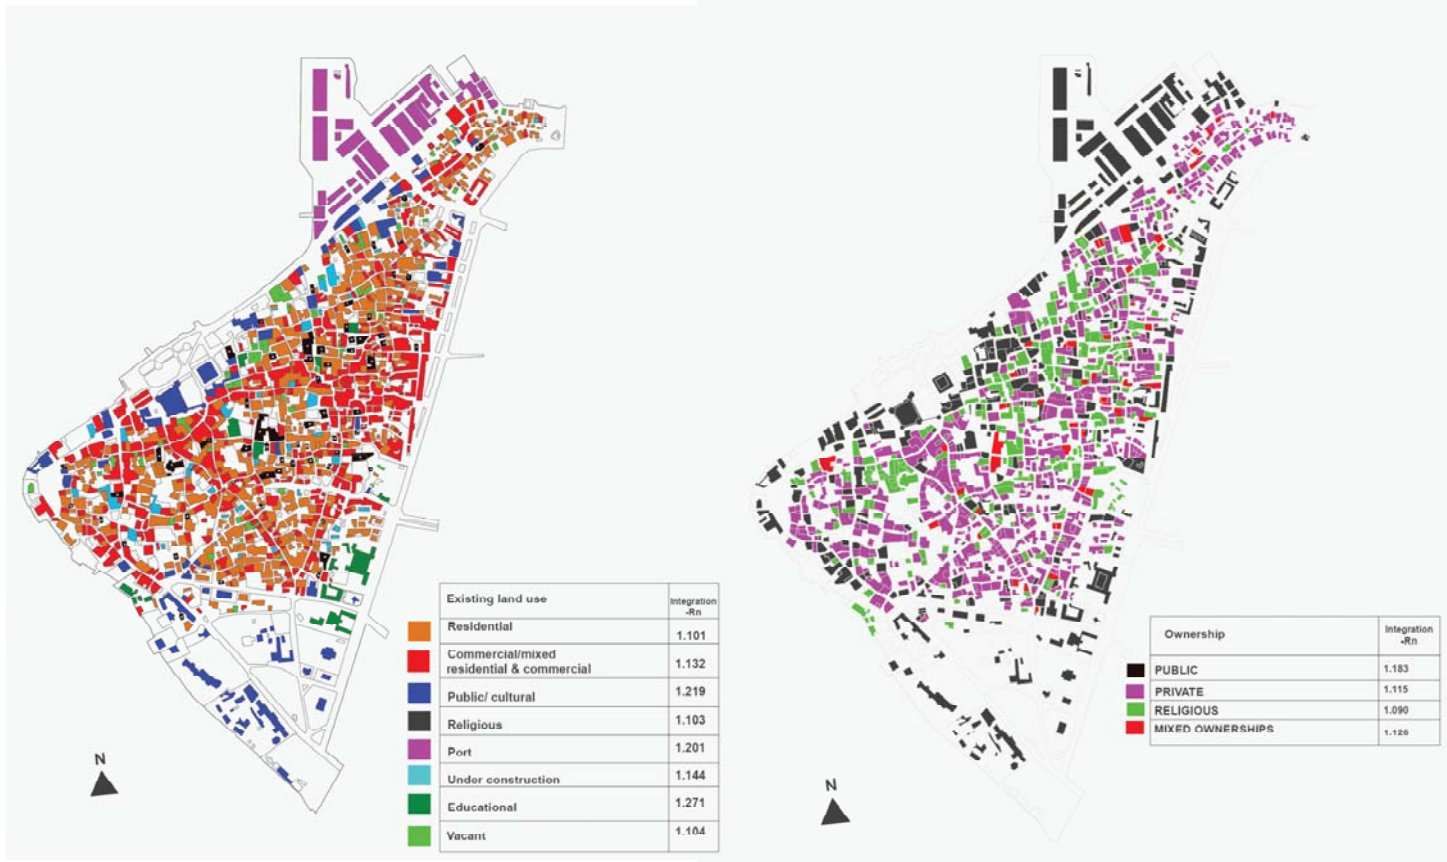 Existing land use
Integration
-Rn
Residential
1.101
Commercial/mixed
residential & commercial
1.132
Public/ cultural
1.219
Religious
1.103
Port
1.201
Under construction
1.144
Educational
1.271
Vacant
1.104
N
Ownership
Integration
-Rn
PUBLIC
1.183
PRIVATE
1.115
RELIGIOUS
1.090
MIXED OWNERSHIPS
1.126
N